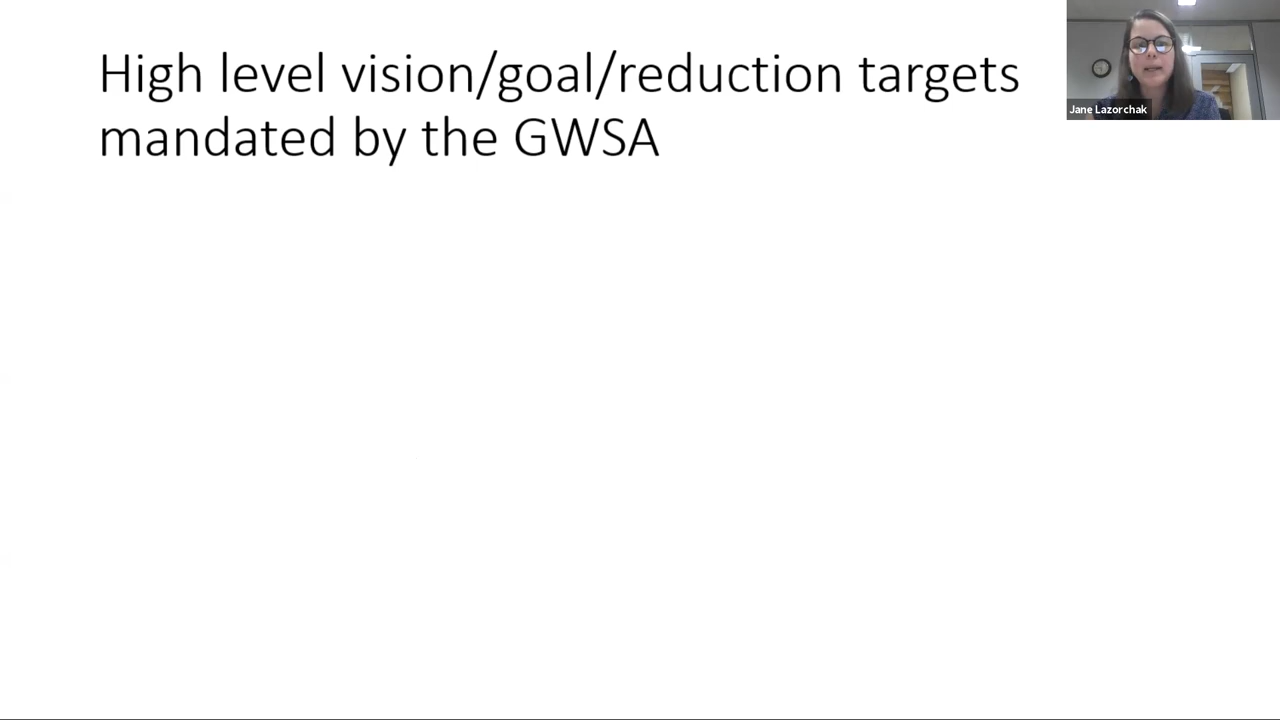 High level vision/goal/reduction targets
mandated by the GWSA
Jane Lazorchak